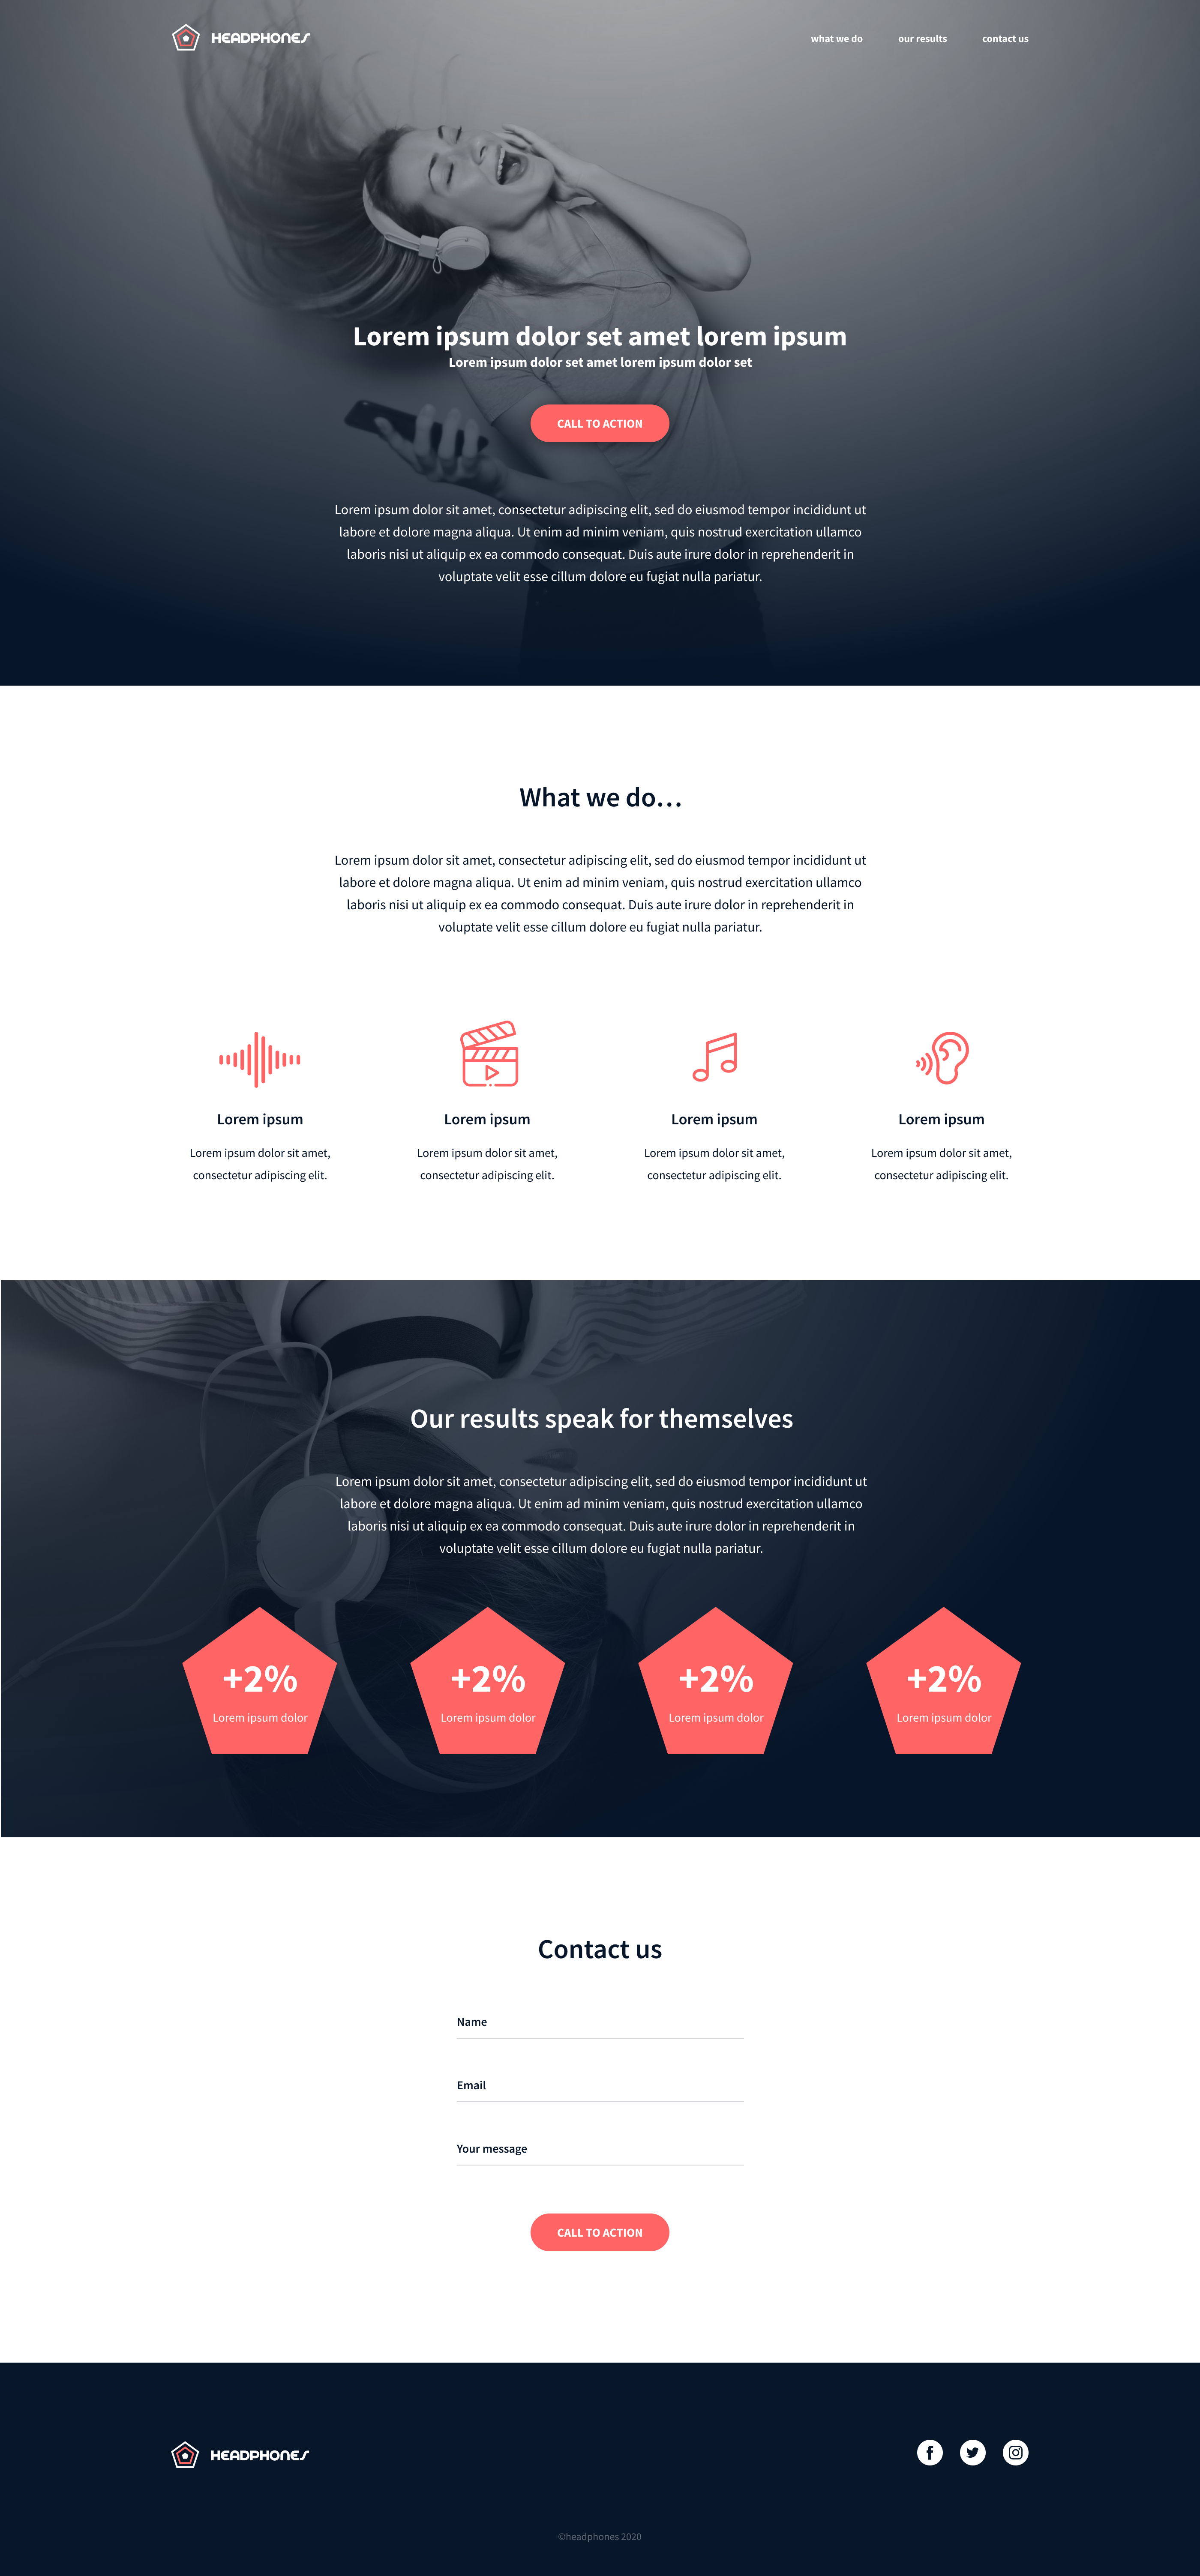 HEADPHONES
what we do our results contact us
Lorem ipsum dolor set amet lorem ipsum
Lorem ipsum dolor set amet lorem ipsum dolor set
CALL TO ACTION
Lorem ipsum dolor sit amet, consectetur adipiscing elit, sed do eiusmod tempor incididunt ut
labore et dolore magna aliqua. Ut enim ad minim veniam, quis nostrud exercitation ullamco
laboris nisi ut aliquip ex ea commodo consequat. Duis aute irure dolor in reprehenderit in
voluptate velit esse cillum dolore eu fugiat nulla pariatur.
What we do...
Lorem ipsum dolor sit amet, consectetur adipiscing elit, sed do eiusmod tempor incididunt ut
labore et dolore magna aliqua. Ut enim ad minim veniam, quis nostrud exercitation ullamco
laboris nisi ut aliquip ex ea commodo consequat. Duis aute irure dolor in reprehenderit in
voluptate velit esse cillum dolore eu fugiat nulla pariatur.
Lorem ipsum
Lorem ipsum dolor sit amet,
consectetur adipiscing elit.
Lorem ipsum
Lorem ipsum dolor sit amet,
consectetur adipiscing elit.
Lorem ipsum
Lorem ipsum dolor sit amet,
consectetur adipiscing elit.
Lorem ipsum
Lorem ipsum dolor sit amet,
consectetur adipiscing elit.
Our results speak for themselves
Lorem ipsum dolor sit amet, consectetur adipiscing elit, sed do eiusmod tempor incididunt ut
labore et dolore magna aliqua. Ut enim ad minim veniam, quis nostrud exercitation ullamco
laboris nisi ut aliquip ex ea commodo consequat. Duis aute irure dolor in reprehenderit in
voluptate velit esse cillum dolore eu fugiat nulla pariatur.
+2%
Lorem ipsum dolor
+2%
Lorem ipsum dolor
+2%
Lorem ipsum dolor
+2%
Lorem ipsum dolor
Contact us
Name
Email
Your message
CALL TO ACTION
HEADPHONES
©headphones 2020